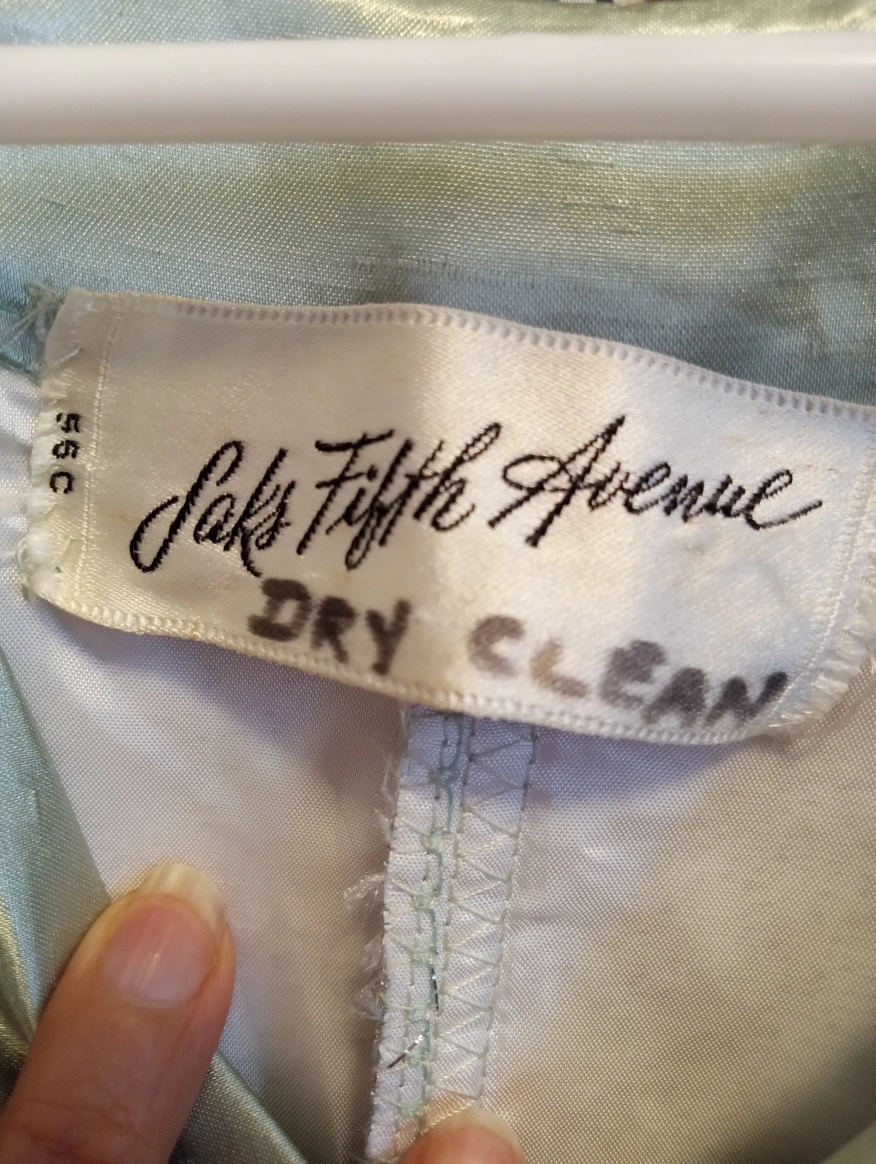 55C
Saks Fifth Avenue
DRY CLEAN